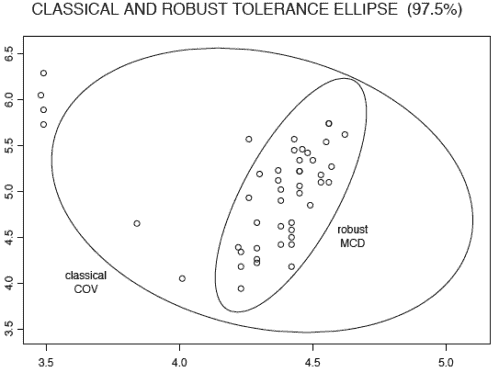 CLASSICAL AND ROBUST TOLERANCE ELLIPSE (97.5%)
6.5
6.0
5.5
5.0
4.5
4.0
3.5
robust
MCD
classical
COV
3.5 4.0 4.5 5.0